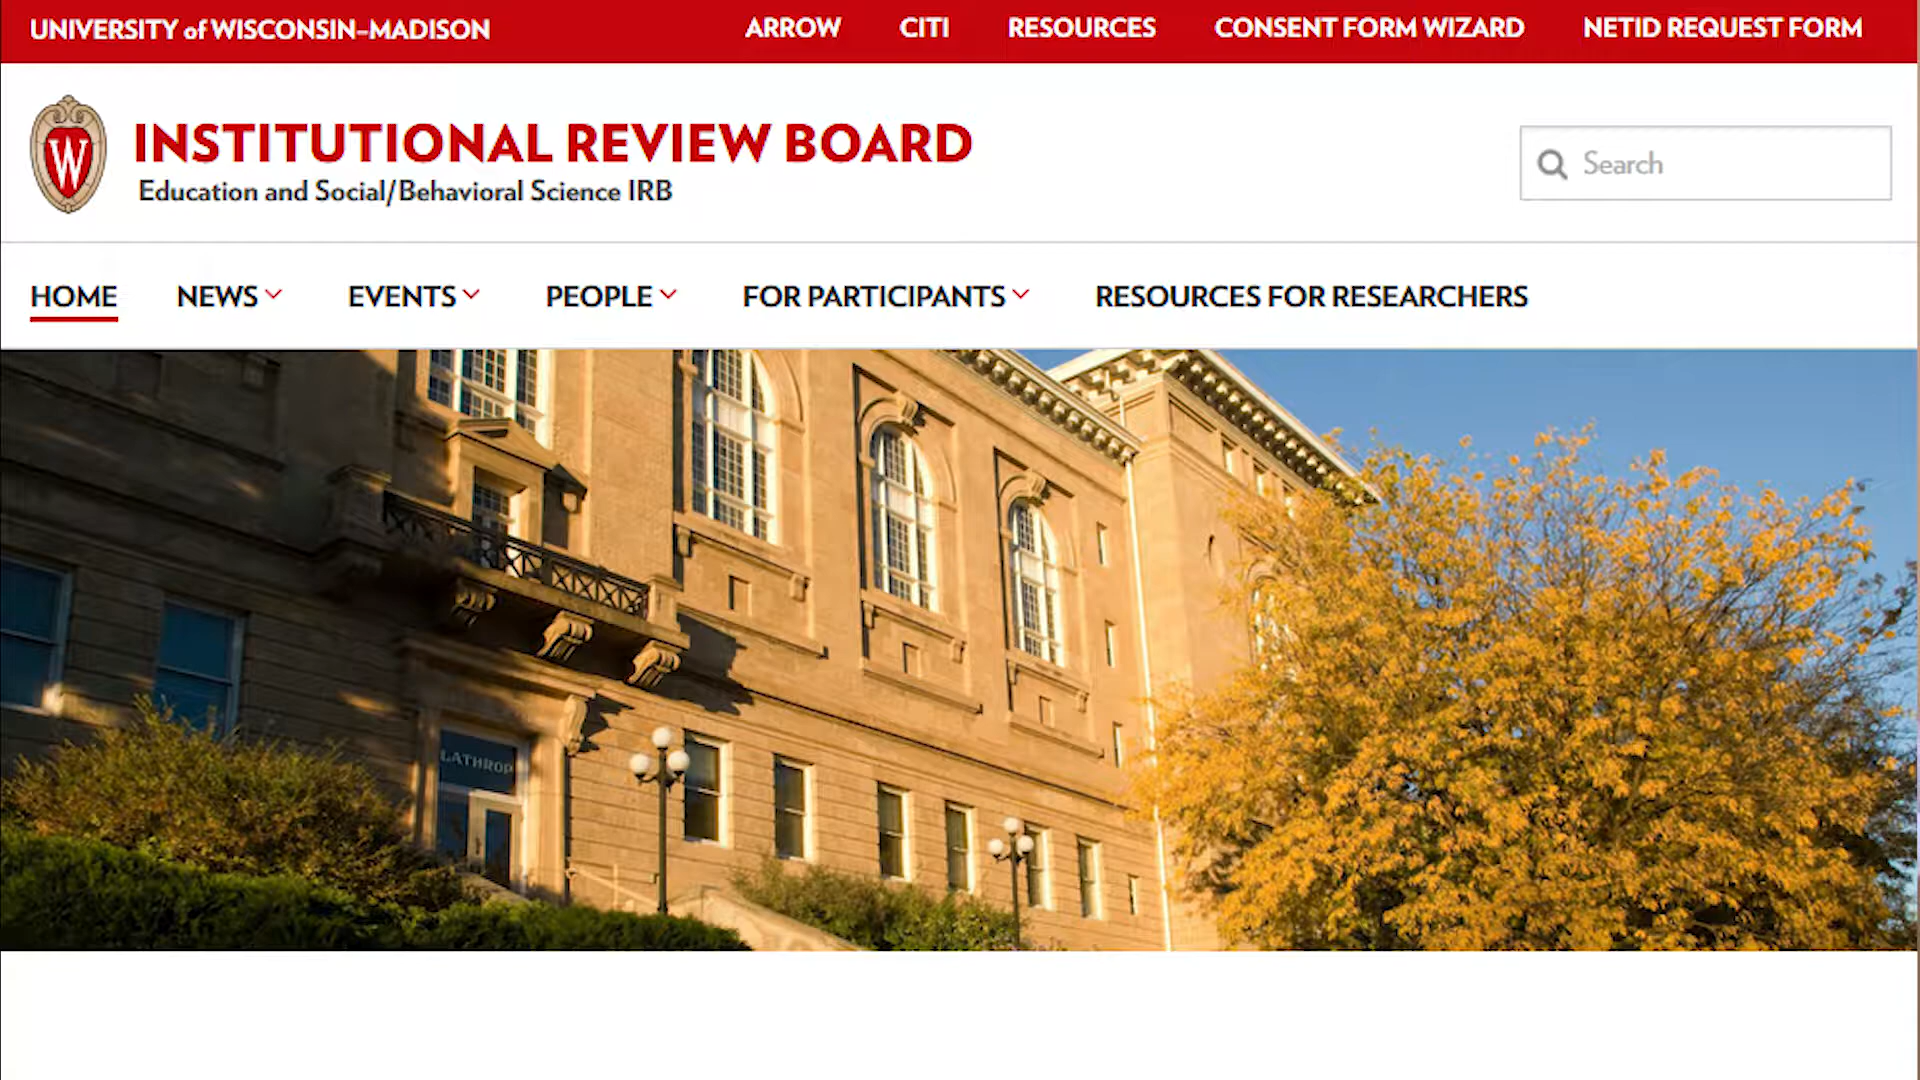 UNIVERSITY of WISCONSIN–MADISON
ARROW CITI RESOURCES CONSENT FORM WIZARD NETID REQUEST FORM
W
INSTITUTIONAL REVIEW BOARD
Education and Social/Behavioral Science IRB
Search
HOME NEWS EVENTS PEOPLE FOR PARTICIPANTS RESOURCES FOR RESEARCHERS
LATHROP